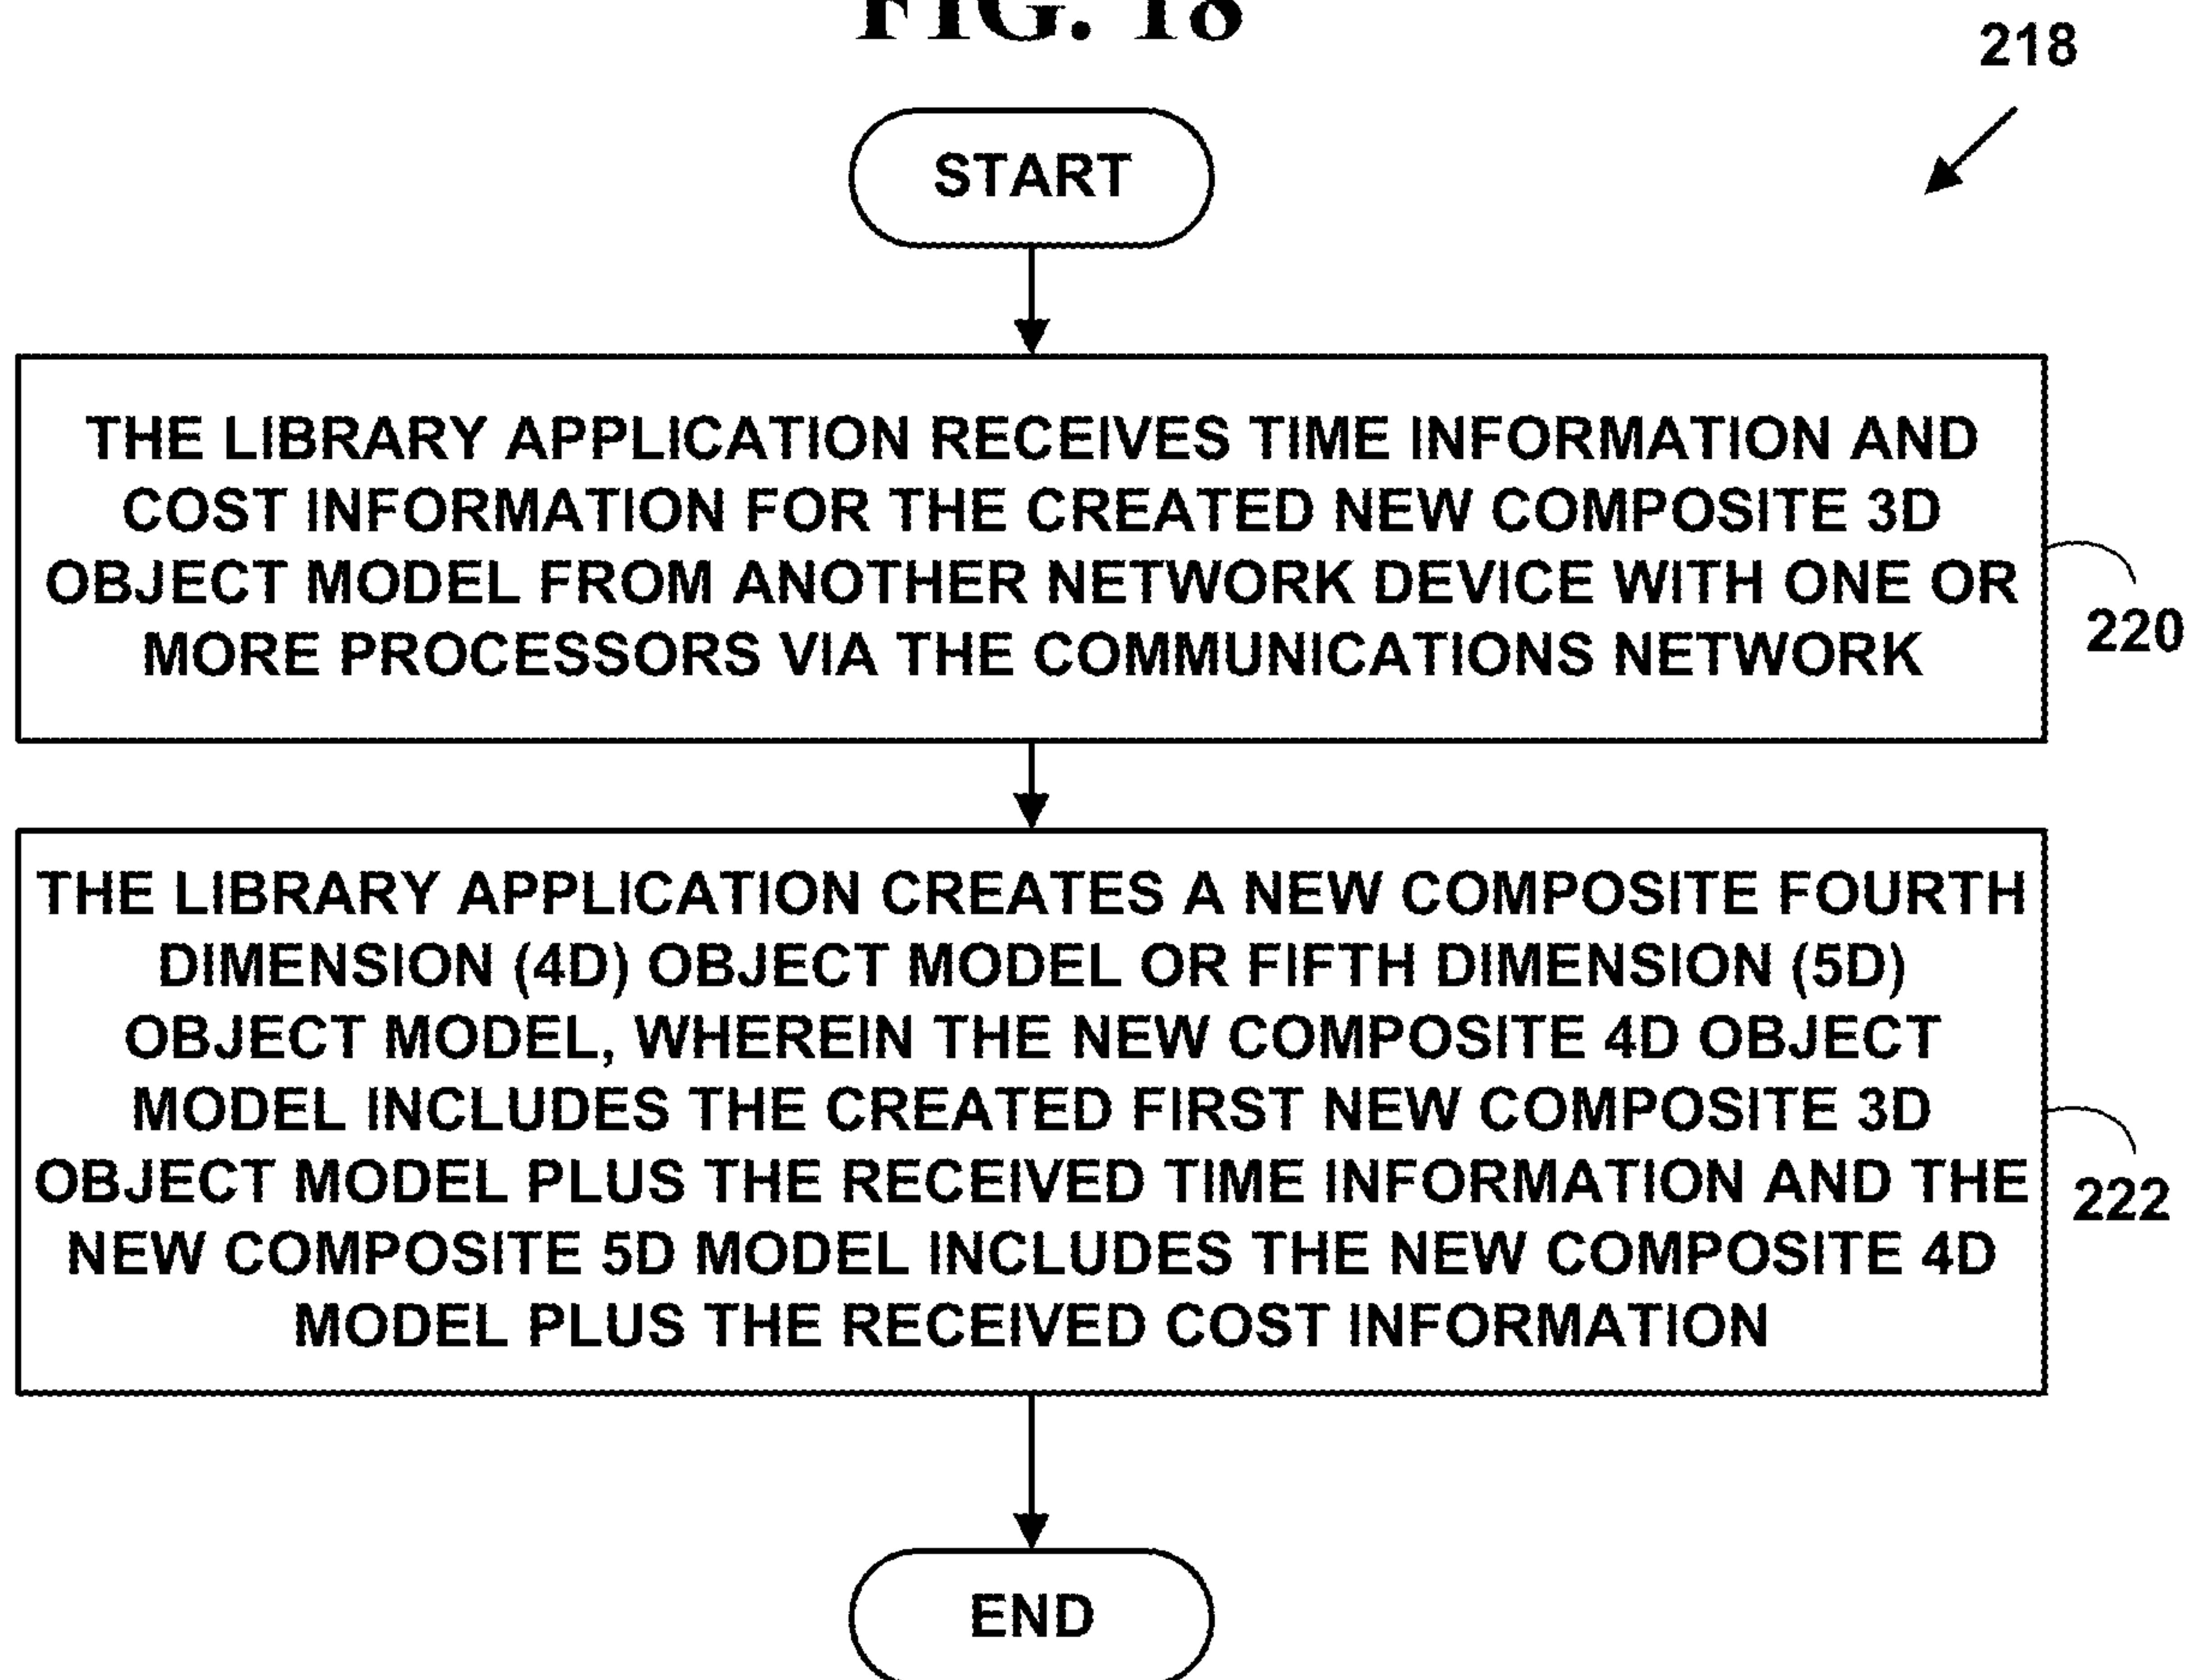 FIG. 18
218
START
THE LIBRARY APPLICATION RECEIVES TIME INFORMATION AND
COST INFORMATION FOR THE CREATED NEW COMPOSITE 3D
OBJECT MODEL FROM ANOTHER NETWORK DEVICE WITH ONE OR
MORE PROCESSORS VIA THE COMMUNICATIONS NETWORK
220
THE LIBRARY APPLICATION CREATES A NEW COMPOSITE FOURTH
DIMENSION (4D) OBJECT MODEL OR FIFTH DIMENSION (5D)
OBJECT MODEL, WHEREIN THE NEW COMPOSITE 4D OBJECT
MODEL INCLUDES THE CREATED FIRST NEW COMPOSITE 3D
OBJECT MODEL PLUS THE RECEIVED TIME INFORMATION AND THE
NEW COMPOSITE 5D MODEL INCLUDES THE NEW COMPOSITE 4D
MODEL PLUS THE RECEIVED COST INFORMATION
222
END